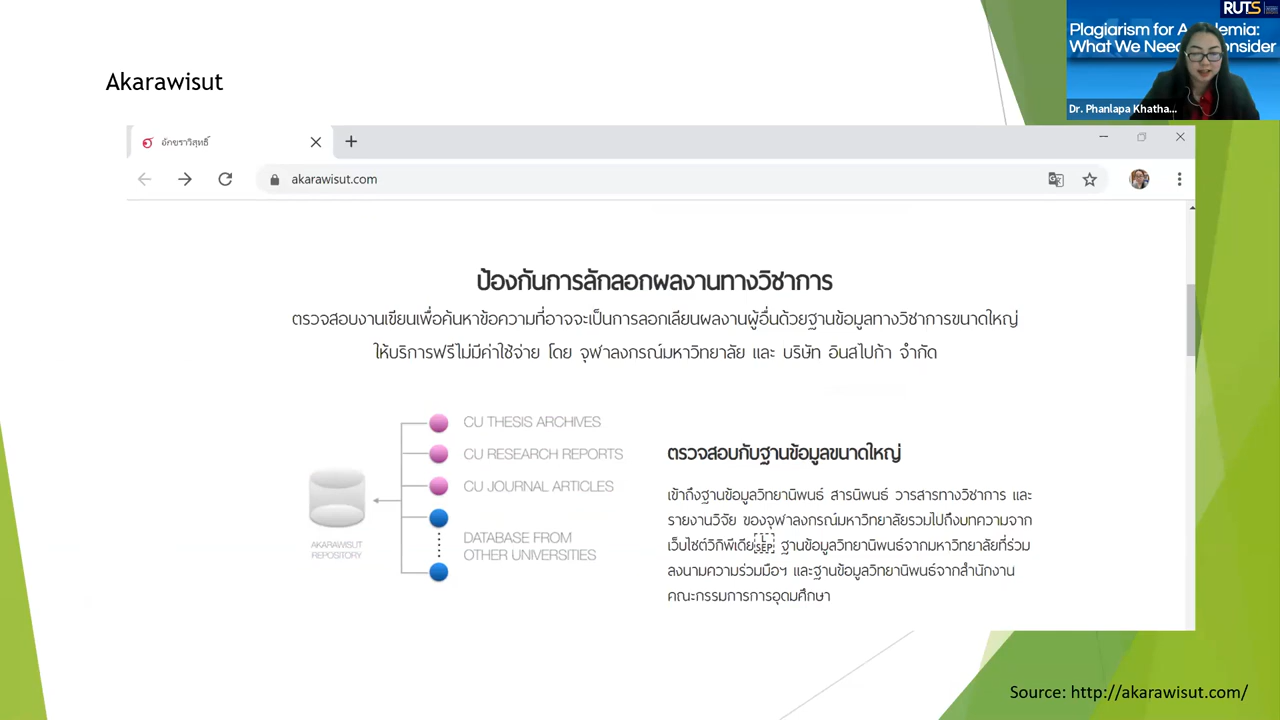 RUTS
Plagiarism for A demia:
What We Nee onsider
Dr. Phanlapa Khatha...
Akarawisut
อักขราวิสุทธิ์
akarawisut.com
ป้องกันการลักลอกผลงานทางวิชาการ
ตรวจสอบงานเขียนเพื่อค้นหาข้อความที่อาจจะเป็นการลอกเลียนผลงานผู้อื่นด้วยฐานข้อมูลทางวิชาการขนาดใหญ่
ให้บริการฟรีไม่มีค่าใช้จ่าย โดย จุฬาลงกรณ์มหาวิทยาลัย และ บริษัท อินสไปก้า จำกัด
CU THESIS ARCHIVES
CU RESEARCH REPORTS
CU JOURNAL ARTICLES
DATABASE FROM
OTHER UNIVERSITIES
AKARAWISUT
REPOSITORY
ตรวจสอบกับฐานข้อมูลขนาดใหญ่
เข้าถึงฐานข้อมูลวิทยานิพนธ์ สารนิพนธ์ วารสารทางวิชาการ และ
รายงานวิจัย ของจุฬาลงกรณ์มหาวิทยาลัยรวมไปถึงบทความจาก
เว็บไซต์วิกิพีเดีย SEP ฐานข้อมูลวิทยานิพนธ์จากมหาวิทยาลัยที่ร่วม
ลงนามความร่วมมือฯ และฐานข้อมูลวิทยานิพนธ์จากสำนักงาน
คณะกรรมการการอุดมศึกษา
Source: http://akarawisut.com/